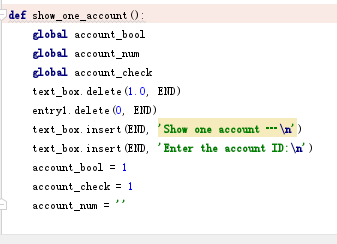 def show_one_account():
    global account_bool
    global account_num
    global account_check
    text_box.delete(1.0, END)
    entry1.delete(0, END)
    text_box.insert(END, 'Show one account ---\n')
    text_box.insert(END, 'Enter the account ID:\n')
    account_bool = 1
    account_check = 1
    account_num = ''